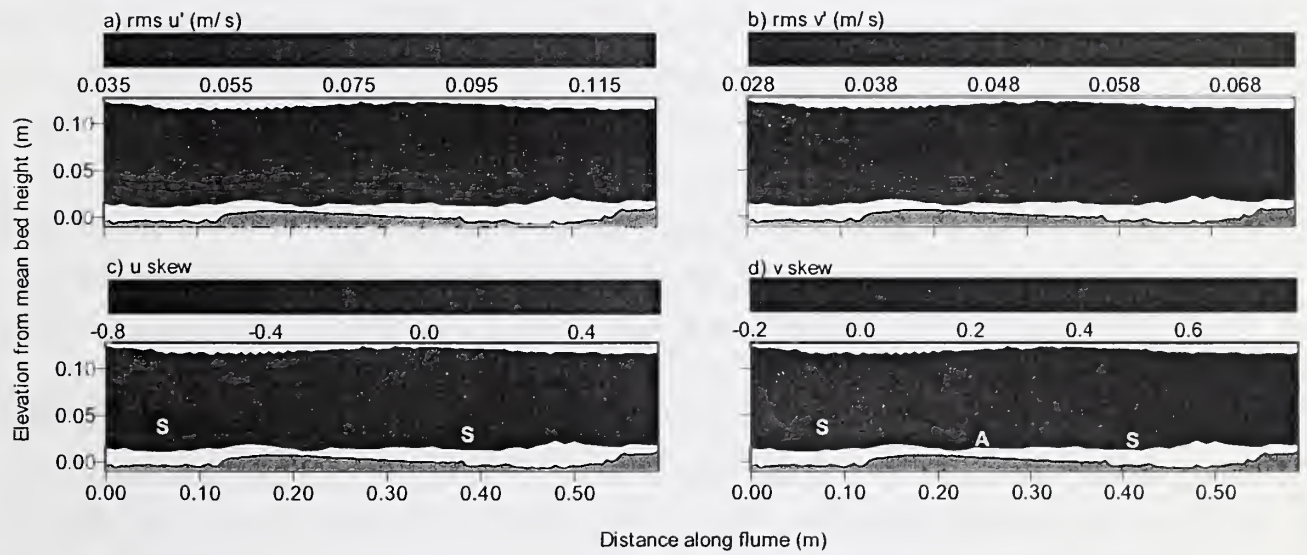 a) rms u' (m/ s)
b) rms v' (m/ s)
0.035 0.055 0.075 0.095 0.115
0.028 0.038 0.048 0.058 0.068
Elevation from mean bed height (m)
0.10
0.05
0.00
c) u skew
d) v skew
-0.8 -0.4 0.0 0.4
-0.2 0.0 0.2 0.4 0.6
0.10
0.05
0.00
S S
S A S
0.00 0.10 0.20 0.30 0.40 0.50
0.00 0.10 0.20 0.30 0.40 0.50
Distance along flume (m)